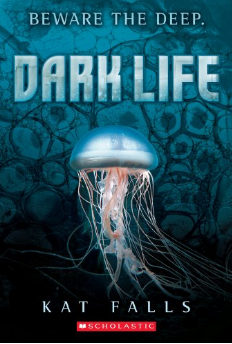 BEWARE THE DEEP.
DARK LIFE
KAT FALLS
SCHOLASTIC